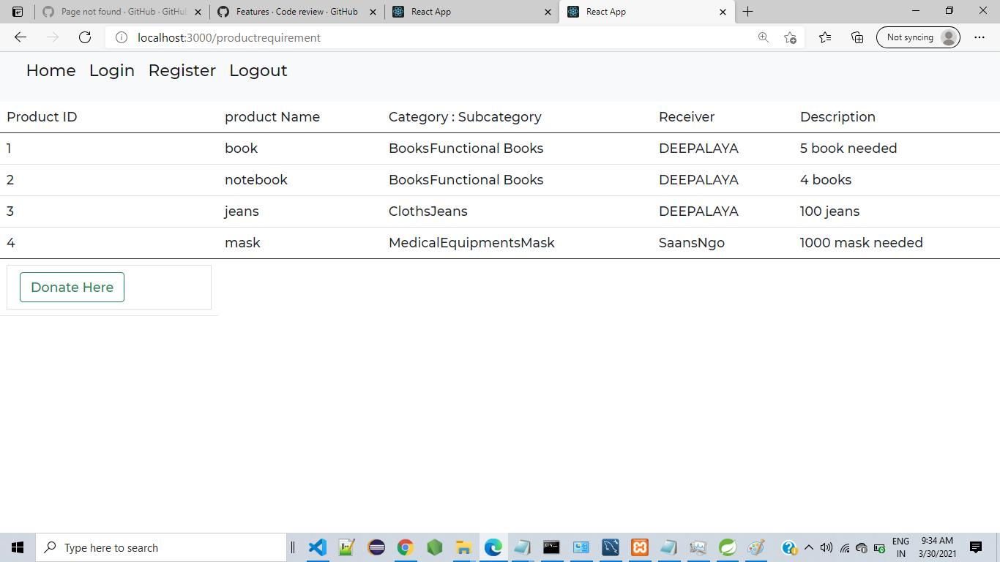 Page not found · GitHub · GitHub
Features · Code review · GitHub
React App
React App
localhost:3000/productrequirement
Not syncing
Home Login Register Logout
Product ID product Name Category : Subcategory Receiver Description
1 book BooksFunctional Books DEEPALAYA 5 book needed
2 notebook BooksFunctional Books DEEPALAYA 4 books
3 jeans ClothsJeans DEEPALAYA 100 jeans
4 mask MedicalEquipmentsMask SaansNgo 1000 mask needed
Donate Here
Type here to search
ENG
IN
9:34 AM
3/30/2021